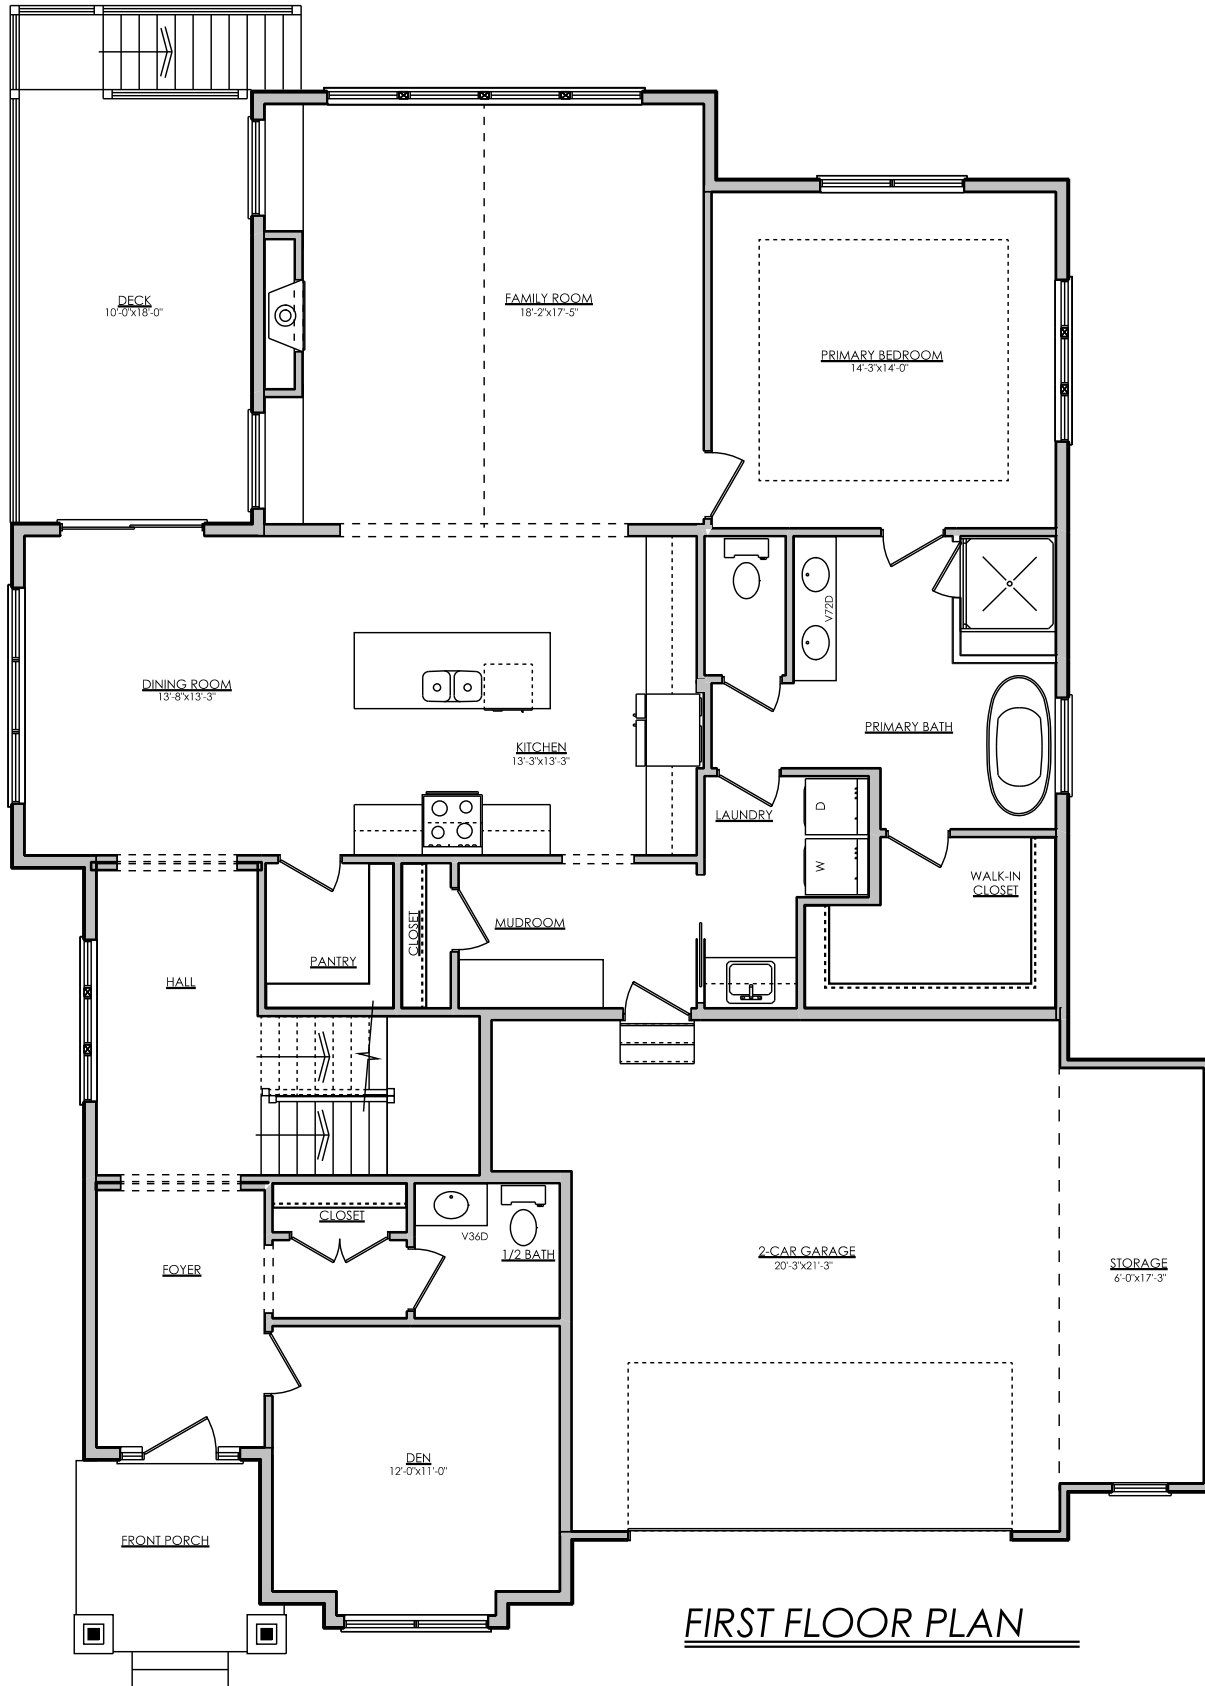 DECK
10'-0"x18'-0"
FAMILY ROOM
18'-2"x17'-5"
PRIMARY BEDROOM
14'-3"x14'-0"
V72D
DINING ROOM
13'-8"x13'-3"
KITCHEN
13'-3"x13'-3"
PRIMARY BATH
LAUNDRY
D
W
WALK-IN
CLOSET
CLOSET
MUDROOM
PANTRY
HALL
CLOSET
V36D
1/2 BATH
FOYER
2-CAR GARAGE
20'-3"x21'-3"
STORAGE
6'-0"x17'-3"
DEN
12'-0"x11'-0"
FRONT PORCH
FIRST FLOOR PLAN